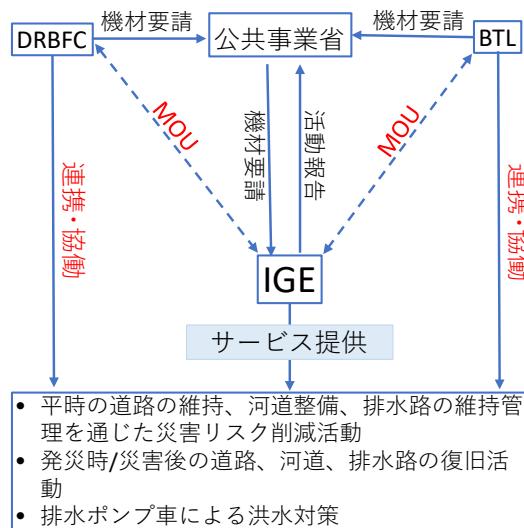 機材要請
機材要請
DRBFC
公共事業省
BTL
MOU
MOU
機材要請
活動報告
連携・協働
連携・協働
IGE
サービス提供
• 平時の道路の維持、河道整備、排水路の維持管
理を通じた災害リスク削減活動
• 発災時/災害後の道路、河道、排水路の復旧活
動
• 排水ポンプ車による洪水対策